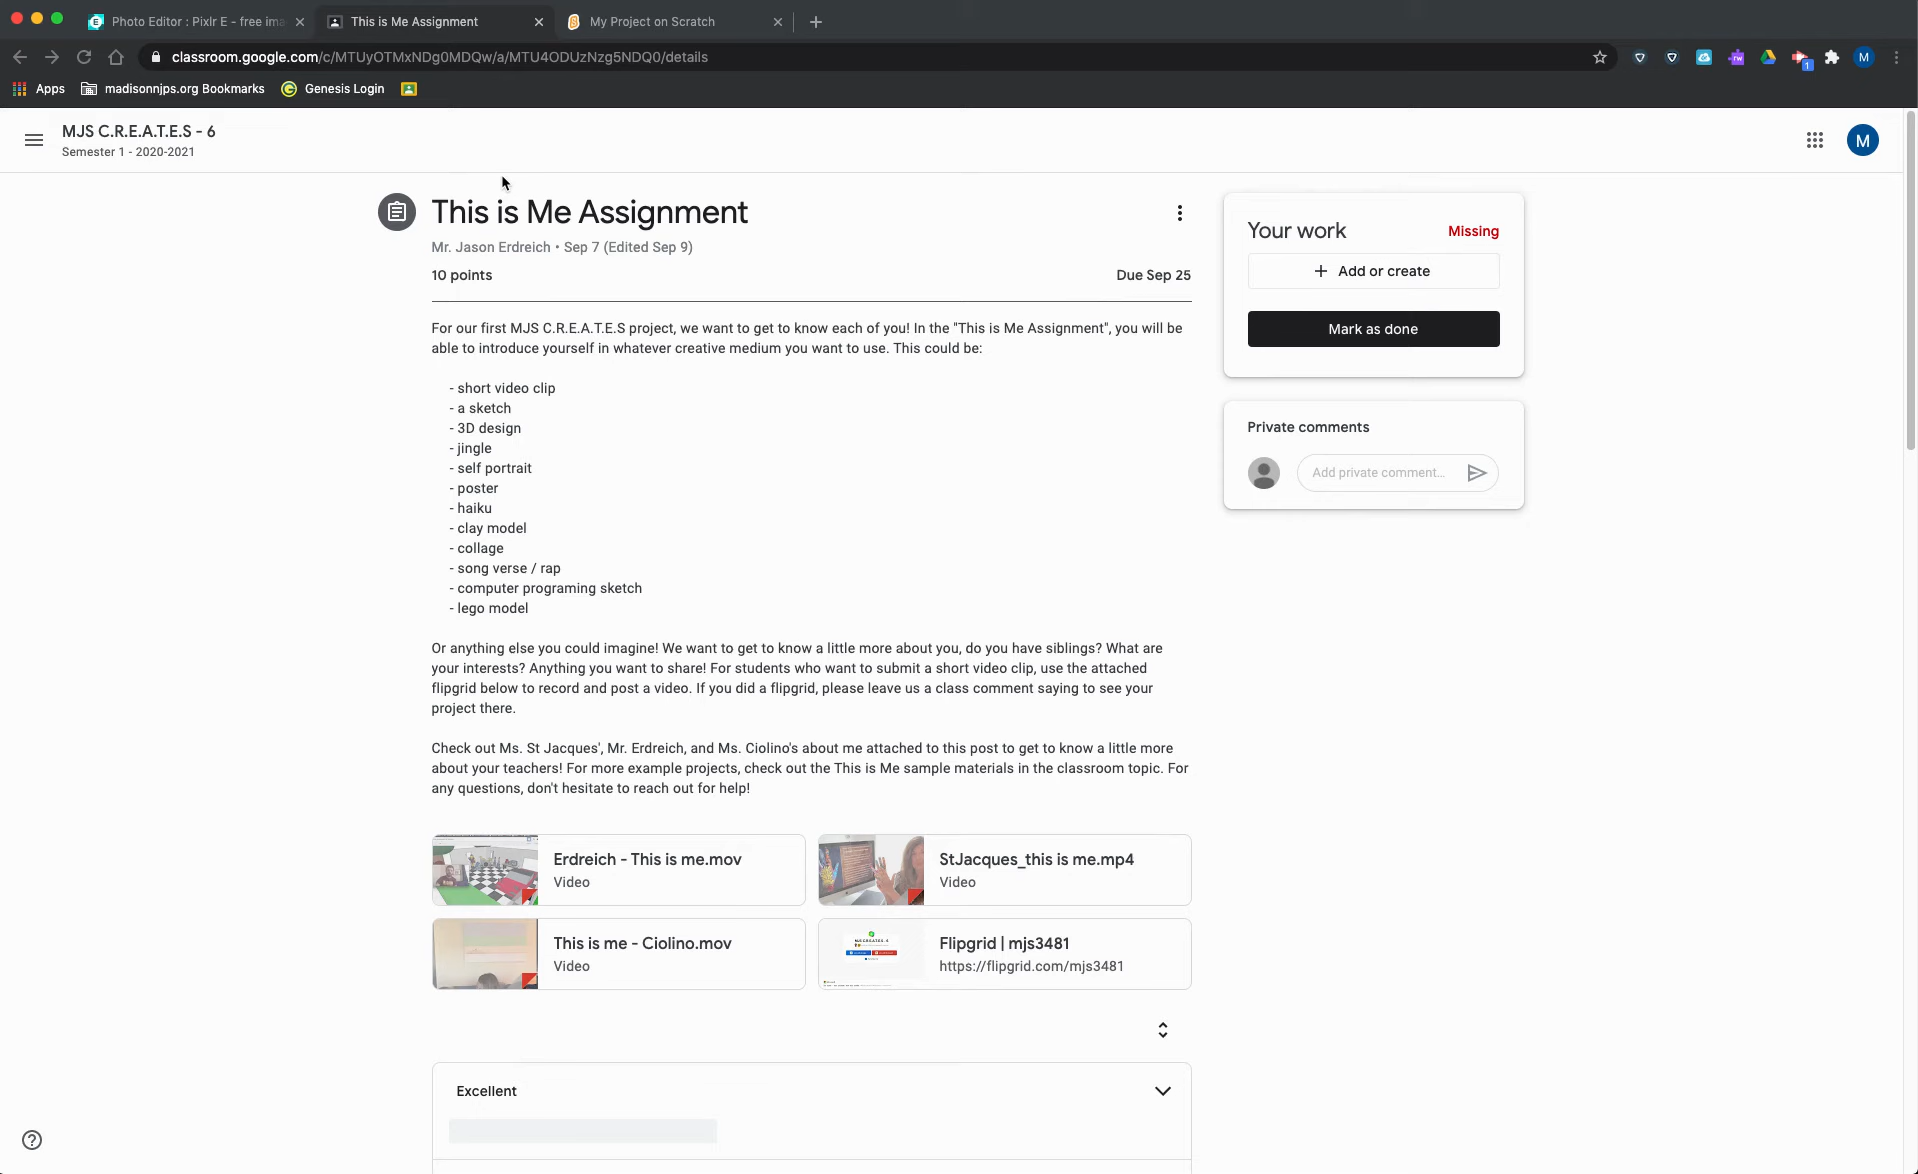 Photo Editor : Pixlr E - free ima
This is Me Assignment
My Project on Scratch
classroom.google.com/c/MTUyOTMxNDg0MDQw/a/MTU4ODUzNzg5NDQ0/details
1
M
Apps
madisonnjps.org Bookmarks
Genesis Login
MJS C.R.E.A.T.E.S - 6
Semester 1 - 2020-2021
M
This is Me Assignment
Mr. Jason Erdreich • Sep 7 (Edited Sep 9)
10 points
Due Sep 25
For our first MJS C.R.E.A.T.E.S project, we want to get to know each of you! In the "This is Me Assignment", you will be
able to introduce yourself in whatever creative medium you want to use. This could be:
- short video clip
- a sketch
- 3D design
- jingle
- self portrait
- poster
- haiku
- clay model
- collage
- song verse / rap
- computer programing sketch
- lego model
Or anything else you could imagine! We want to get to know a little more about you, do you have siblings? What are
your interests? Anything you want to share! For students who want to submit a short video clip, use the attached
flipgrid below to record and post a video. If you did a flipgrid, please leave us a class comment saying to see your
project there.
Check out Ms. St Jacques', Mr. Erdreich, and Ms. Ciolino's about me attached to this post to get to know a little more
about your teachers! For more example projects, check out the This is Me sample materials in the classroom topic. For
any questions, don't hesitate to reach out for help!
Erdreich - This is me.mov
Video
StJacques_this is me.mp4
Video
This is me - Ciolino.mov
Video
Flipgrid | mjs3481
https://flipgrid.com/mjs3481
Excellent
Your work
Missing
+ Add or create
Mark as done
Private comments
Add private comment...